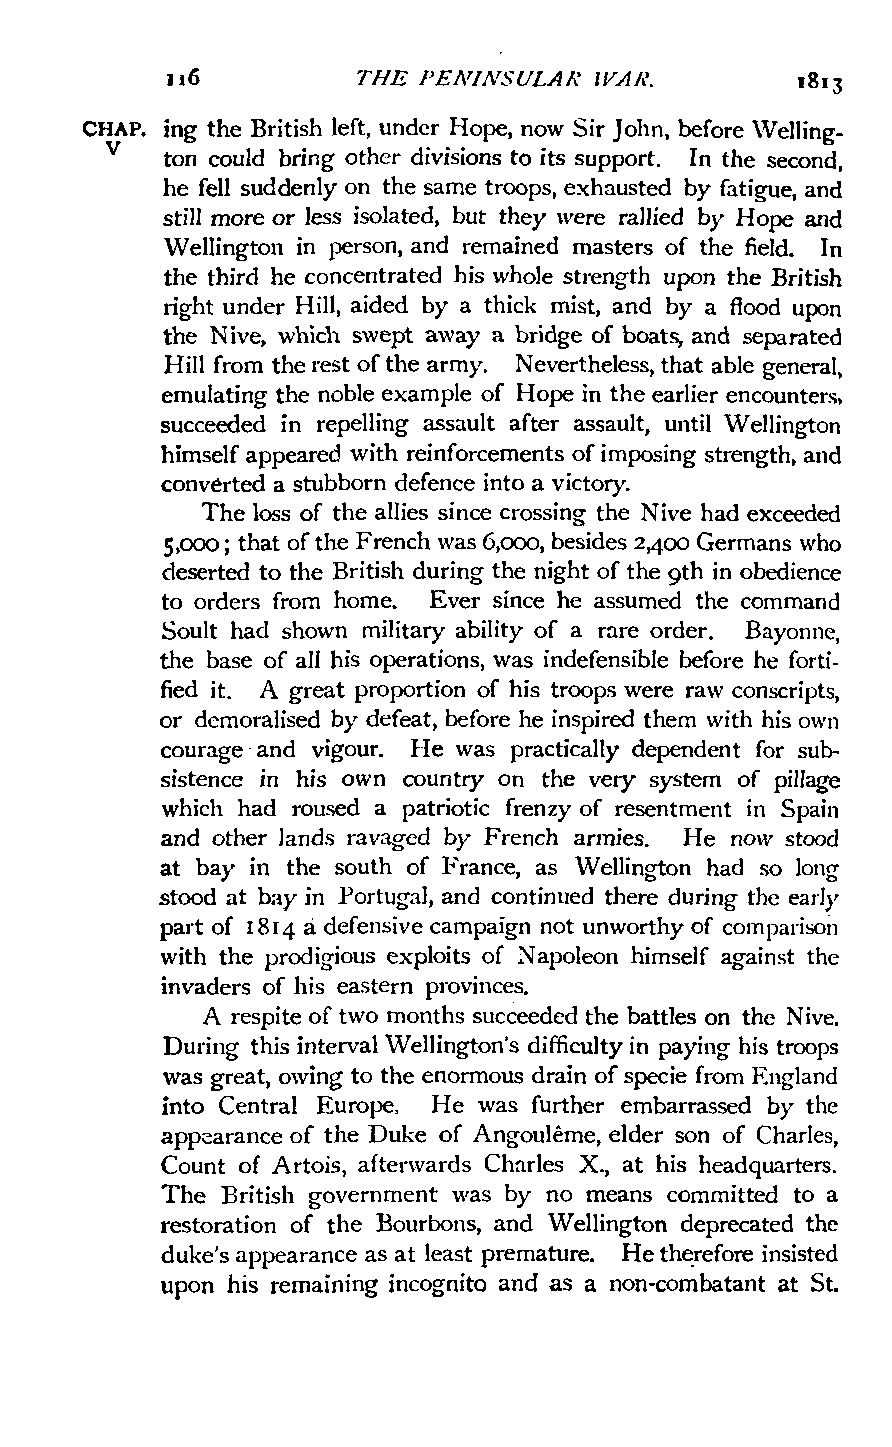 116 THE PENINSULAR WAR. 1813
CHAP. ing the British left, under Hope, now Sir John, before Welling-
V ton could bring other divisions to its support. In the second,
he fell suddenly on the same troops, exhausted by fatigue, and
still more or less isolated, but they were rallied by Hope and
Wellington in person, and remained masters of the field. In
the third he concentrated his whole strength upon the British
right under Hill, aided by a thick mist, and by a flood upon
the Nive, which swept away a bridge of boats, and separated
Hill from the rest of the army. Nevertheless, that able general,
emulating the noble example of Hope in the earlier encounters,
succeeded in repelling assault after assault, until Wellington
himself appeared with reinforcements of imposing strength, and
converted a stubborn defence into a victory.
The loss of the allies since crossing the Nive had exceeded
5,000; that of the French was 6,000, besides 2,400 Germans who
deserted to the British during the night of the 9th in obedience
to orders from home. Ever since he assumed the command
Soult had shown military ability of a rare order. Bayonne,
the base of all his operations, was indefensible before he forti-
fied it. A great proportion of his troops were raw conscripts,
or demoralised by defeat, before he inspired them with his own
courage and vigour. He was practically dependent for sub-
sistence in his own country on the very system of pillage
which had roused a patriotic frenzy of resentment in Spain
and other lands ravaged by French armies. He now stood
at bay in the south of France, as Wellington had so long
stood at bay in Portugal, and continued there during the early
part of 1814 a defensive campaign not unworthy of comparison
with the prodigious exploits of Napoleon himself against the
invaders of his eastern provinces.
A respite of two months succeeded the battles on the Nive.
During this interval Wellington's difficulty in paying his troops
was great, owing to the enormous drain of specie from England
into Central Europe. He was further embarrassed by the
appearance of the Duke of Angoulême, elder son of Charles,
Count of Artois, afterwards Charles X., at his headquarters.
The British government was by no means committed to a
restoration of the Bourbons, and Wellington deprecated the
duke's appearance as at least premature. He therefore insisted
upon his remaining incognito and as a non-combatant at St.